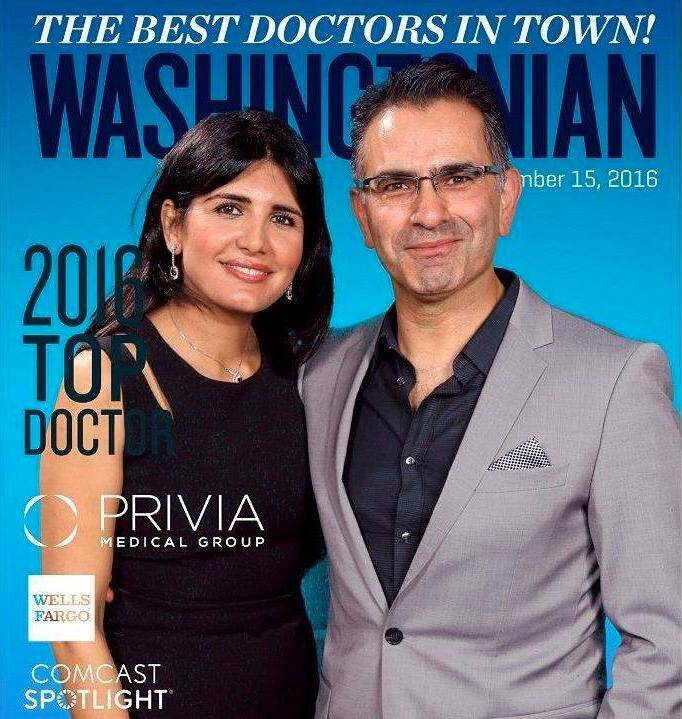 THE BEST DOCTORS IN TOWN!
WASHINGTONIAN
mber 15, 2016
2016
TOP
DOCTOR
PRIVIA
MEDICAL GROUP
WELLS
FARGO
COMCAST
SPOTLIGHT